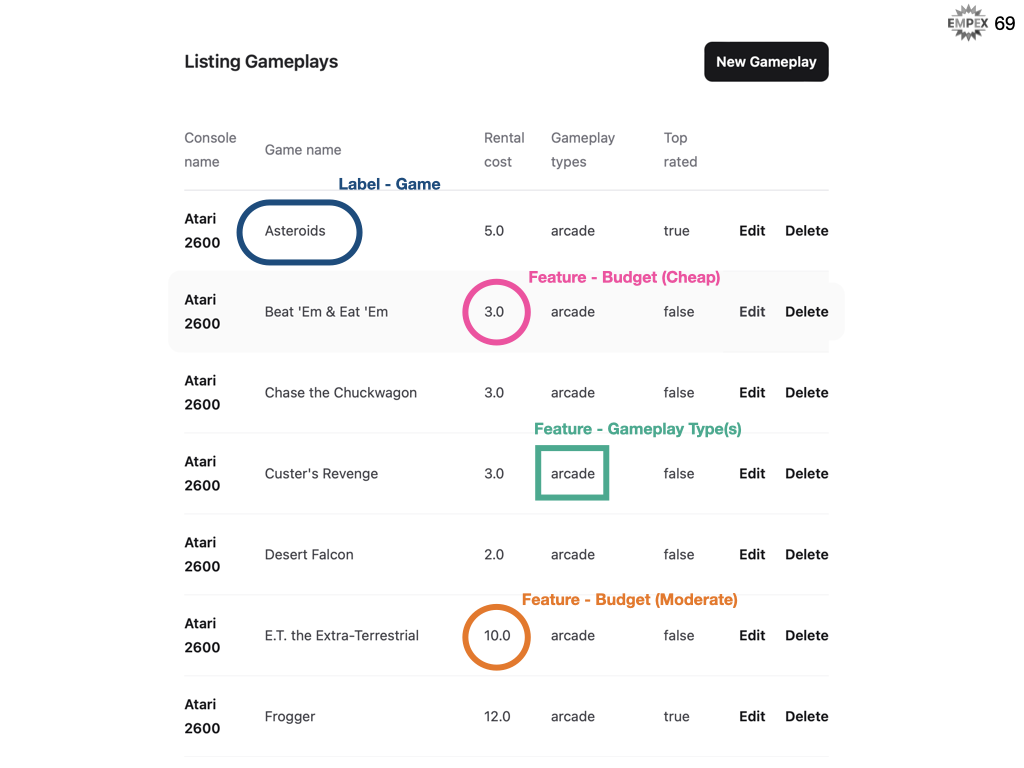 EMPEX 69
Listing Gameplays
New Gameplay
Console name
Game name
Rental cost
Gameplay types
Top rated
Label - Game
Atari 2600 Asteroids 5.0 arcade true Edit Delete
Feature - Budget (Cheap)
Atari 2600 Beat 'Em & Eat 'Em 3.0 arcade false Edit Delete
Atari 2600 Chase the Chuckwagon 3.0 arcade false Edit Delete
Feature - Gameplay Type(s)
Atari 2600 Custer's Revenge 3.0 arcade false Edit Delete
Atari 2600 Desert Falcon 2.0 arcade false Edit Delete
Feature - Budget (Moderate)
Atari 2600 E.T. the Extra-Terrestrial 10.0 arcade false Edit Delete
Atari 2600 Frogger 12.0 arcade true Edit Delete